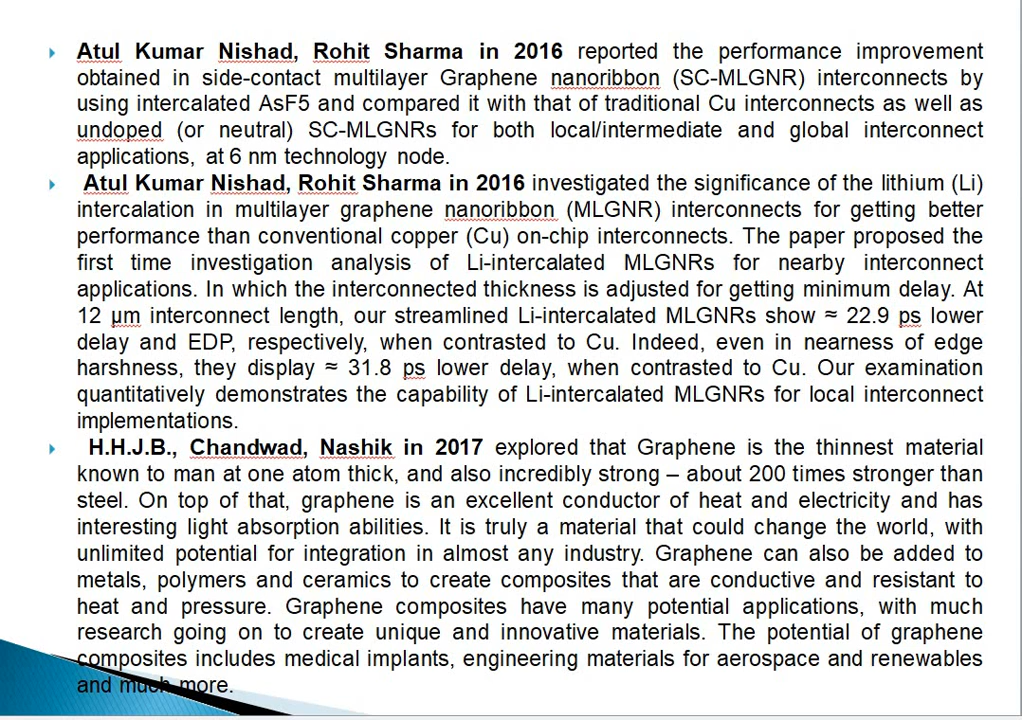 Atul Kumar Nishad, Rohit Sharma in 2016 reported the performance improvement
obtained in side-contact multilayer Graphene nanoribbon (SC-MLGNR) interconnects by
using intercalated AsF5 and compared it with that of traditional Cu interconnects as well as
undoped (or neutral) SC-MLGNRs for both local/intermediate and global interconnect
applications, at 6 nm technology node.
Atul Kumar Nishad, Rohit Sharma in 2016 investigated the significance of the lithium (Li)
intercalation in multilayer graphene nanoribbon (MLGNR) interconnects for getting better
performance than conventional copper (Cu) on-chip interconnects. The paper proposed the
first time investigation analysis of Li-intercalated MLGNRs for nearby interconnect
applications. In which the interconnected thickness is adjusted for getting minimum delay. At
12 μm interconnect length, our streamlined Li-intercalated MLGNRs show ≈ 22.9 ps lower
delay and EDP, respectively, when contrasted to Cu. Indeed, even in nearness of edge
harshness, they display ≈ 31.8 ps lower delay, when contrasted to Cu. Our examination
quantitatively demonstrates the capability of Li-intercalated MLGNRs for local interconnect
implementations.
H.H.J.B., Chandwad, Nashik in 2017 explored that Graphene is the thinnest material
known to man at one atom thick, and also incredibly strong – about 200 times stronger than
steel. On top of that, graphene is an excellent conductor of heat and electricity and has
interesting light absorption abilities. It is truly a material that could change the world, with
unlimited potential for integration in almost any industry. Graphene can also be added to
metals, polymers and ceramics to create composites that are conductive and resistant to
heat and pressure. Graphene composites have many potential applications, with much
research going on to create unique and innovative materials. The potential of graphene
composites includes medical implants, engineering materials for aerospace and renewables
and much more.